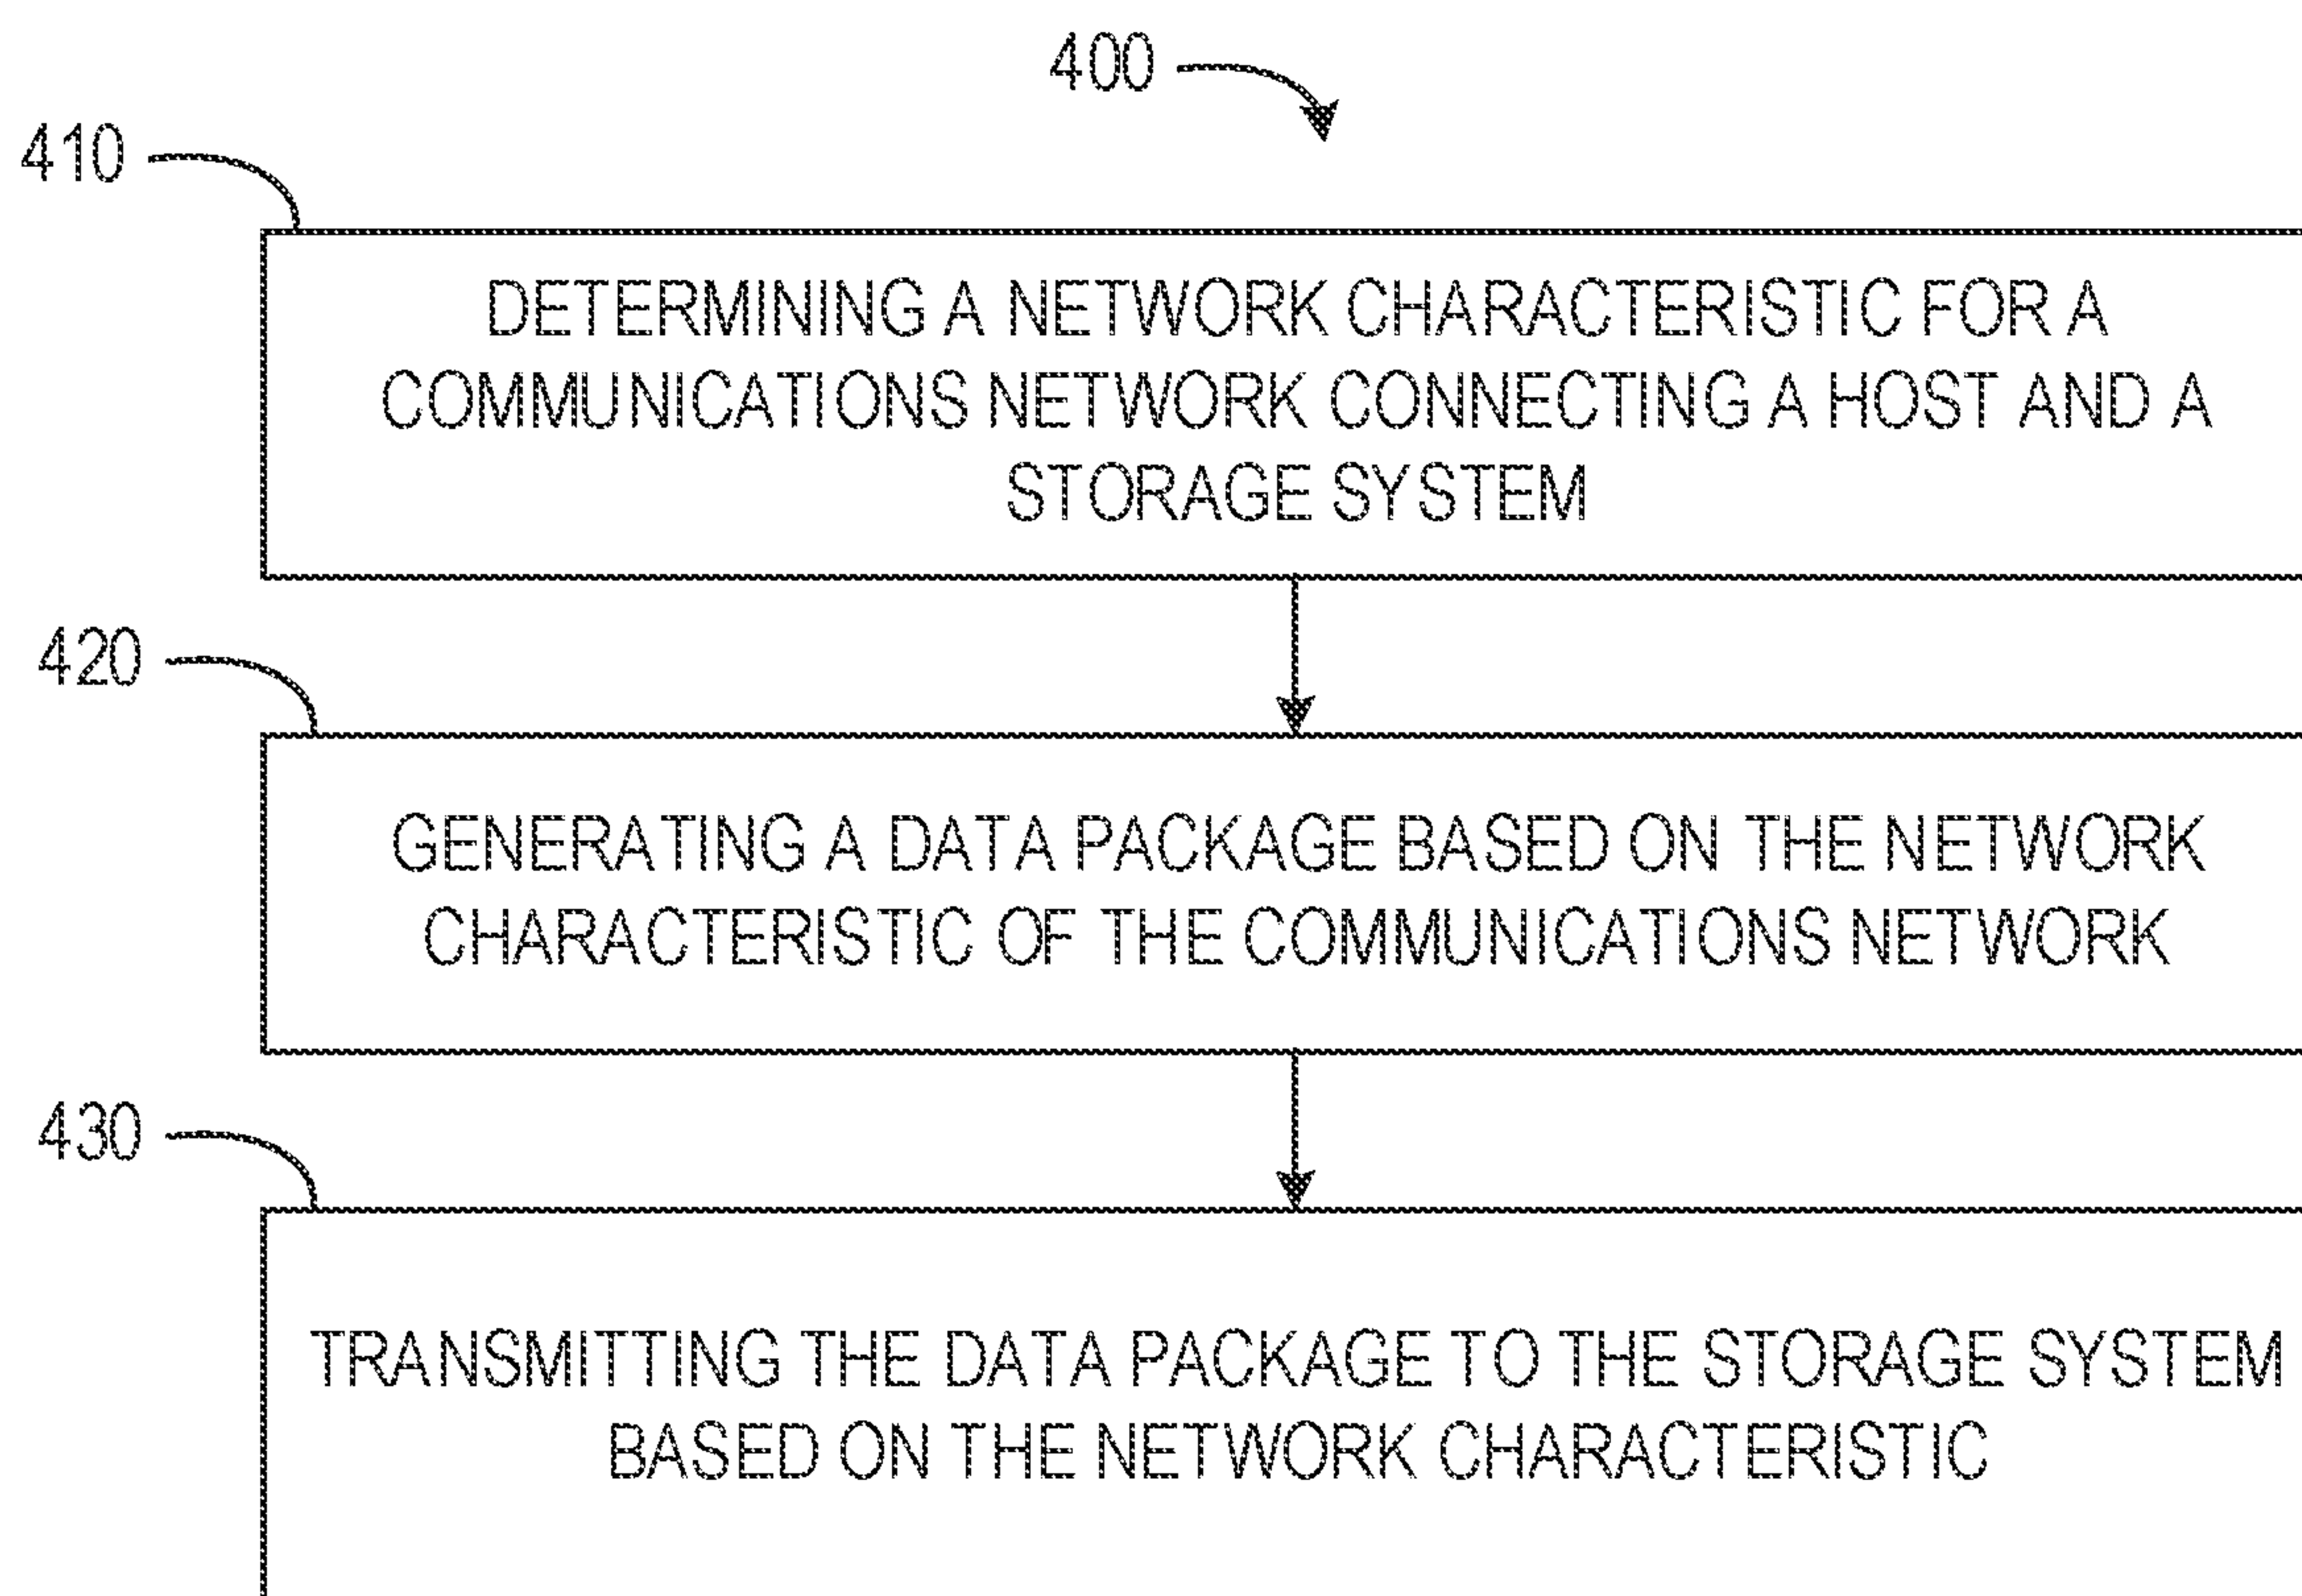 400
410
DETERMINING A NETWORK CHARACTERISTIC FOR A
COMMUNICATIONS NETWORK CONNECTING A HOST AND A
STORAGE SYSTEM
420
GENERATING A DATA PACKAGE BASED ON THE NETWORK
CHARACTERISTIC OF THE COMMUNICATIONS NETWORK
430
TRANSMITTING THE DATA PACKAGE TO THE STORAGE SYSTEM
BASED ON THE NETWORK CHARACTERISTIC